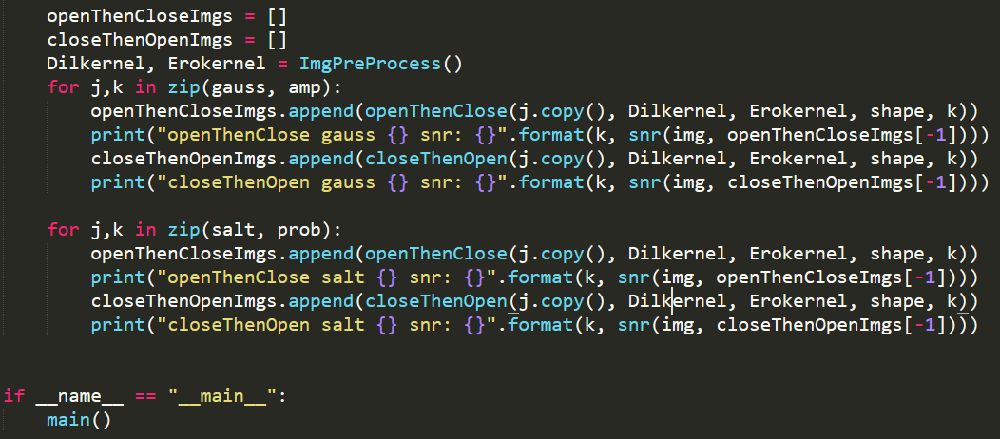 openThenCloseImgs = []
closeThenOpenImgs = []
Dilkernel, Erokernel = ImgPreProcess()
for j,k in zip(gauss, amp):
openThenCloseImgs.append(openThenClose(j.copy(), Dilkernel, Erokernel, shape, k))
print("openThenClose gauss {} snr: {}".format(k, snr(img, openThenCloseImgs[-1])))
closeThenOpenImgs.append(closeThenOpen(j.copy(), Dilkernel, Erokernel, shape, k))
print("closeThenOpen gauss {} snr: {}".format(k, snr(img, closeThenOpenImgs[-1])))
for j,k in zip(salt, prob):
openThenCloseImgs.append(openThenClose(j.copy(), Dilkernel, Erokernel, shape, k))
print("openThenClose salt {} snr: {}".format(k, snr(img, openThenCloseImgs[-1])))
closeThenOpenImgs.append(closeThenOpen(j.copy(), Dilkernel, Erokernel, shape, k))
print("closeThenOpen salt {} snr: {}".format(k, snr(img, closeThenOpenImgs[-1])))
if __name__ == "__main__":
main()